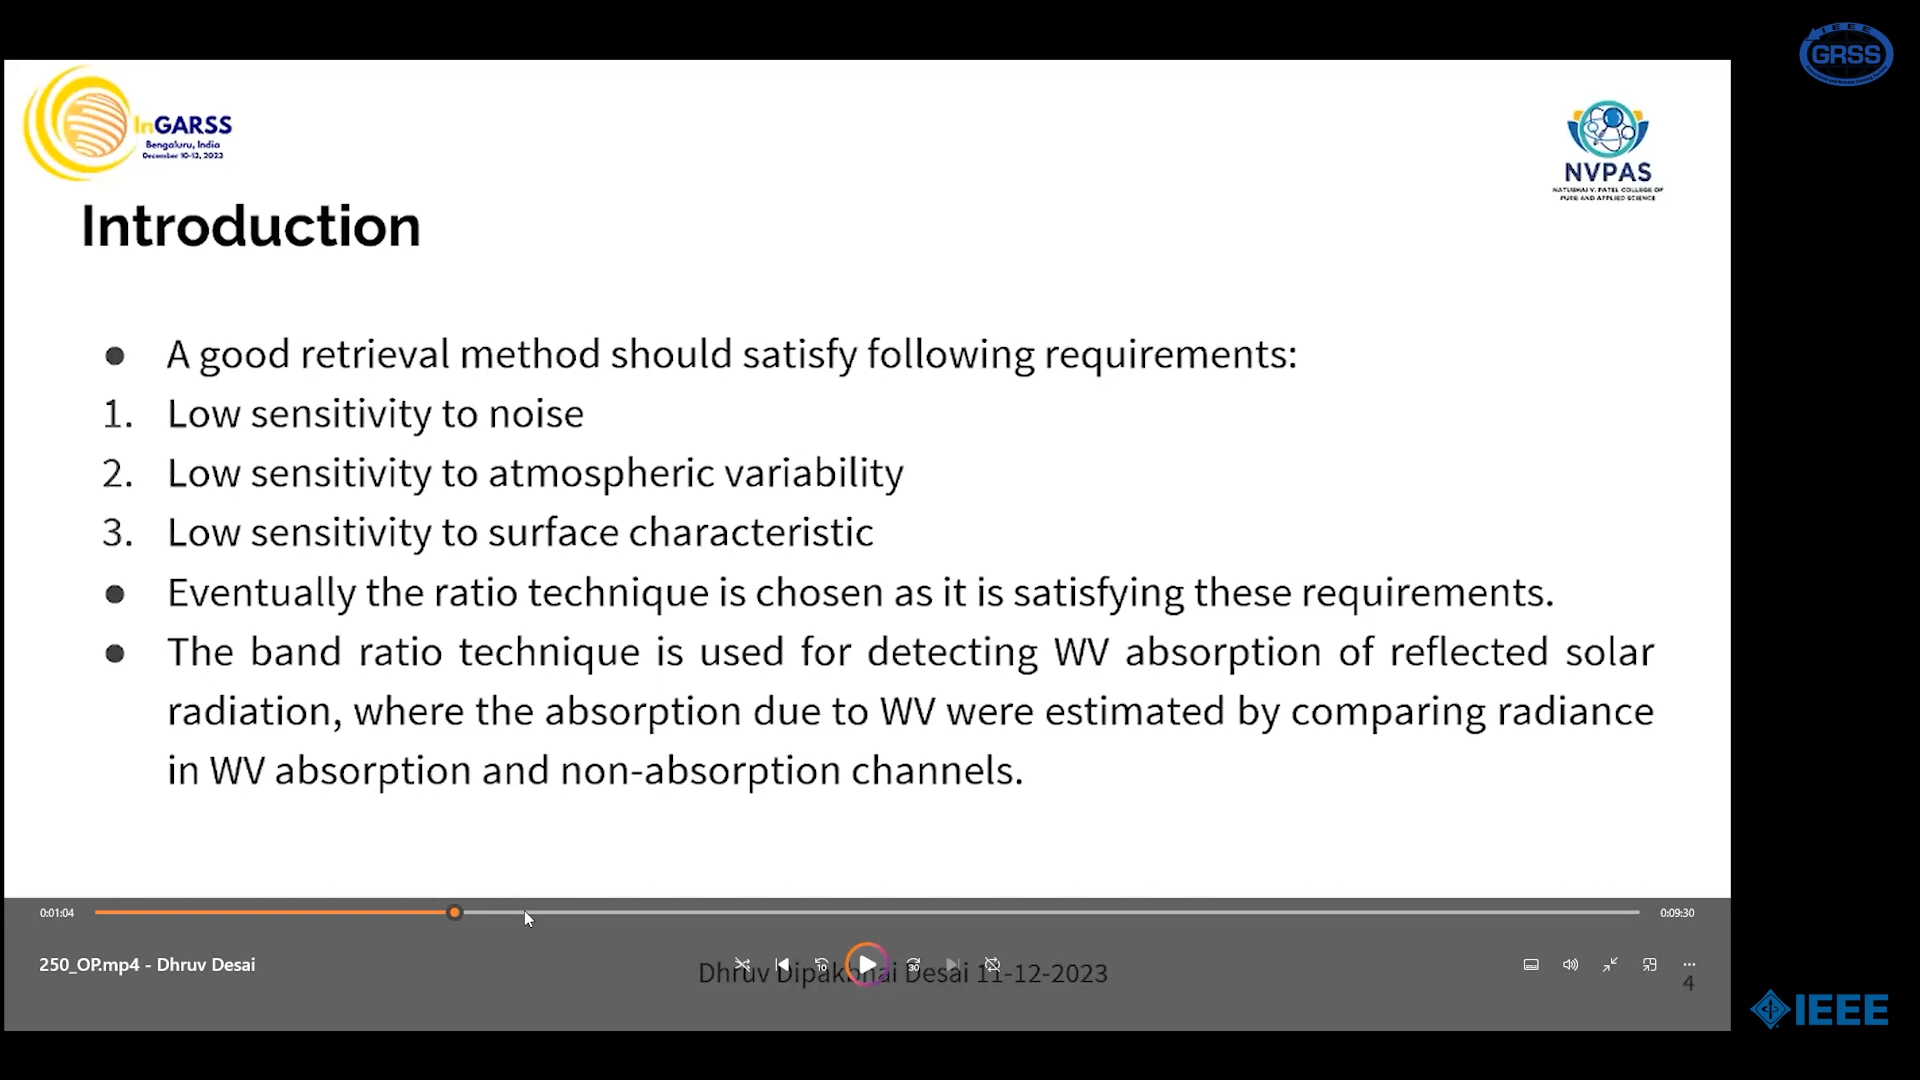 IEEE
GRSS
InGARSS
Bengaluru, India
December 10-13, 2023
NVPAS
NATUBHAI V. PATEL COLLEGE OF
PURE AND APPLIED SCIENCE
Introduction
● A good retrieval method should satisfy following requirements:
1. Low sensitivity to noise
2. Low sensitivity to atmospheric variability
3. Low sensitivity to surface characteristic
● Eventually the ratio technique is chosen as it is satisfying these requirements.
● The band ratio technique is used for detecting WV absorption of reflected solar
radiation, where the absorption due to WV were estimated by comparing radiance
in WV absorption and non-absorption channels.
0:01:04
0:09:30
250_OP.mp4 - Dhruv Desai
10
30
Dhruv Dipakbhai Desai 11-12-2023
4
IEEE